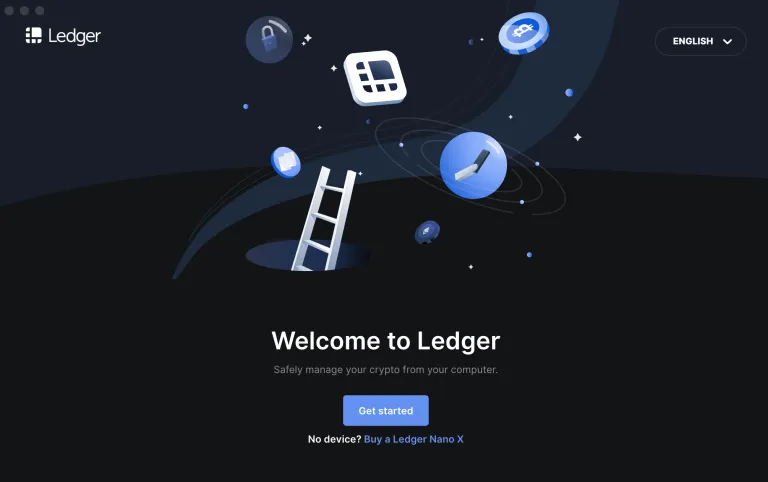 Ledger
ENGLISH
Welcome to Ledger
Safely manage your crypto from your computer.
Get started
No device? Buy a Ledger Nano X